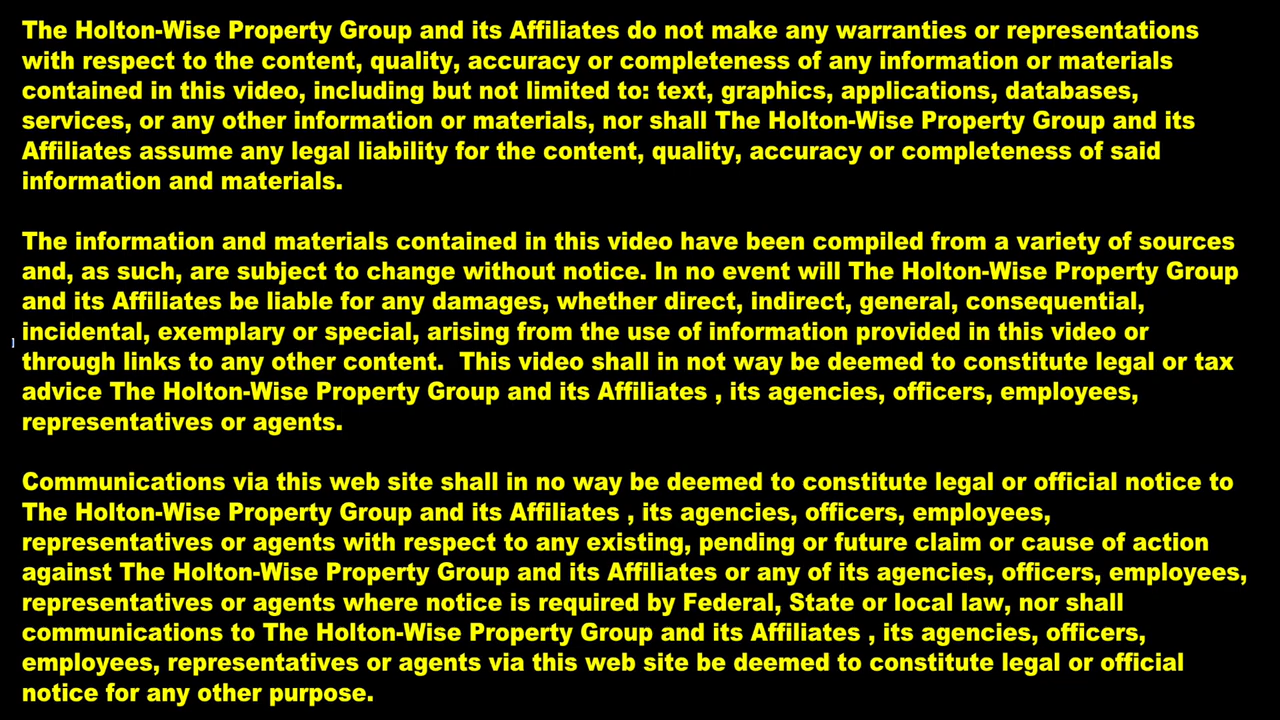 The Holton-Wise Property Group and its Affiliates do not make any warranties or representations
with respect to the content, quality, accuracy or completeness of any information or materials
contained in this video, including but not limited to: text, graphics, applications, databases,
services, or any other information or materials, nor shall The Holton-Wise Property Group and its
Affiliates assume any legal liability for the content, quality, accuracy or completeness of said
information and materials.
The information and materials contained in this video have been compiled from a variety of sources
and, as such, are subject to change without notice. In no event will The Holton-Wise Property Group
and its Affiliates be liable for any damages, whether direct, indirect, general, consequential,
incidental, exemplary or special, arising from the use of information provided in this video or
through links to any other content.  This video shall in not way be deemed to constitute legal or tax
advice The Holton-Wise Property Group and its Affiliates , its agencies, officers, employees,
representatives or agents.
Communications via this web site shall in no way be deemed to constitute legal or official notice to
The Holton-Wise Property Group and its Affiliates , its agencies, officers, employees,
representatives or agents with respect to any existing, pending or future claim or cause of action
against The Holton-Wise Property Group and its Affiliates or any of its agencies, officers, employees,
representatives or agents where notice is required by Federal, State or local law, nor shall
communications to The Holton-Wise Property Group and its Affiliates , its agencies, officers,
employees, representatives or agents via this web site be deemed to constitute legal or official
notice for any other purpose.